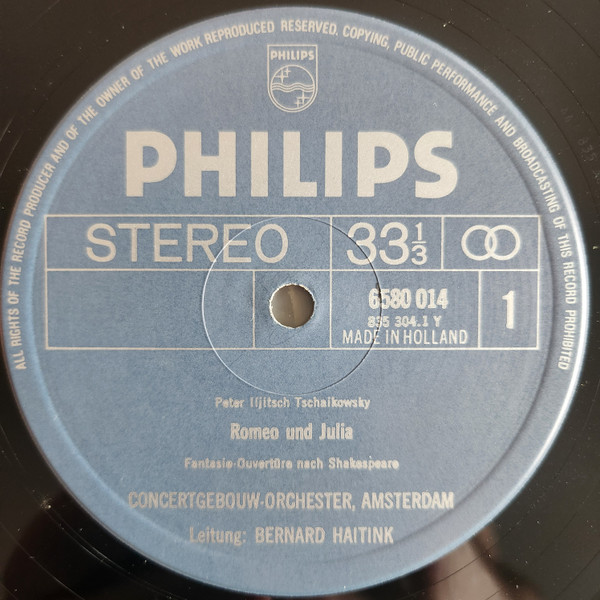 ALL RIGHTS OF THE RECORD PRODUCER AND OF THE OWNER OF THE WORK REPRODUCED RESERVED. COPYING, PUBLIC PERFORMANCE AND BROADCASTING OF THIS RECORD PROHIBITED
PHILIPS
PHILIPS
STEREO 33 1/3
6580 014 1
835 304.1 Y
MADE IN HOLLAND
Peter Iljitsch Tschaikowsky
Romeo und Julia
Fantasie-Ouvertüre nach Shakespeare
CONCERTGEBOUW-ORCHESTER, AMSTERDAM
Leitung: BERNARD HAITINK